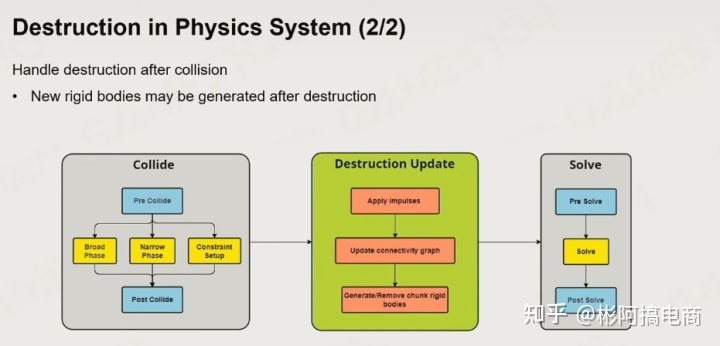 Destruction in Physics System (2/2)
Handle destruction after collision
• New rigid bodies may be generated after destruction
Collide
Pre Collide
Broad
Phase
Narrow
Phase
Constraint
Setup
Post Collide
Destruction Update
Apply impulses
Update connectivity graph
Generate/Remove chunk rigid
bodies
Solve
Pre Solve
Solve
Post Solve
知乎 @彬阿搞电商